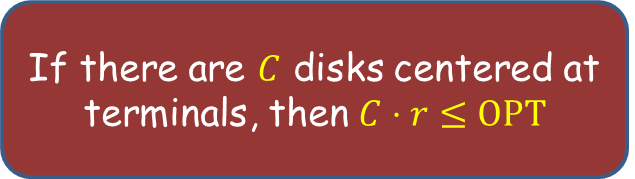 If there are C disks centered at
terminals, then C · r ≤ OPT